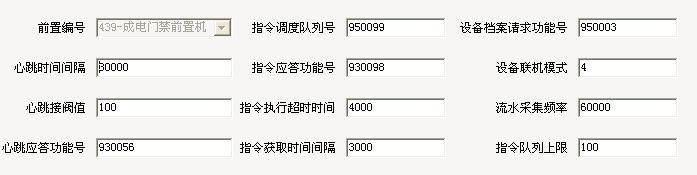 前置编号 439-成电门禁前置机 指令调度队列号 950099 设备档案请求功能号 950003
心跳时间间隔 30000 指令应答功能号 930098 设备联机模式 4
心跳接阀值 100 指令执行超时时间 4000 流水采集频率 60000
心跳应答功能号 930056 指令获取时间间隔 3000 指令队列上限 100